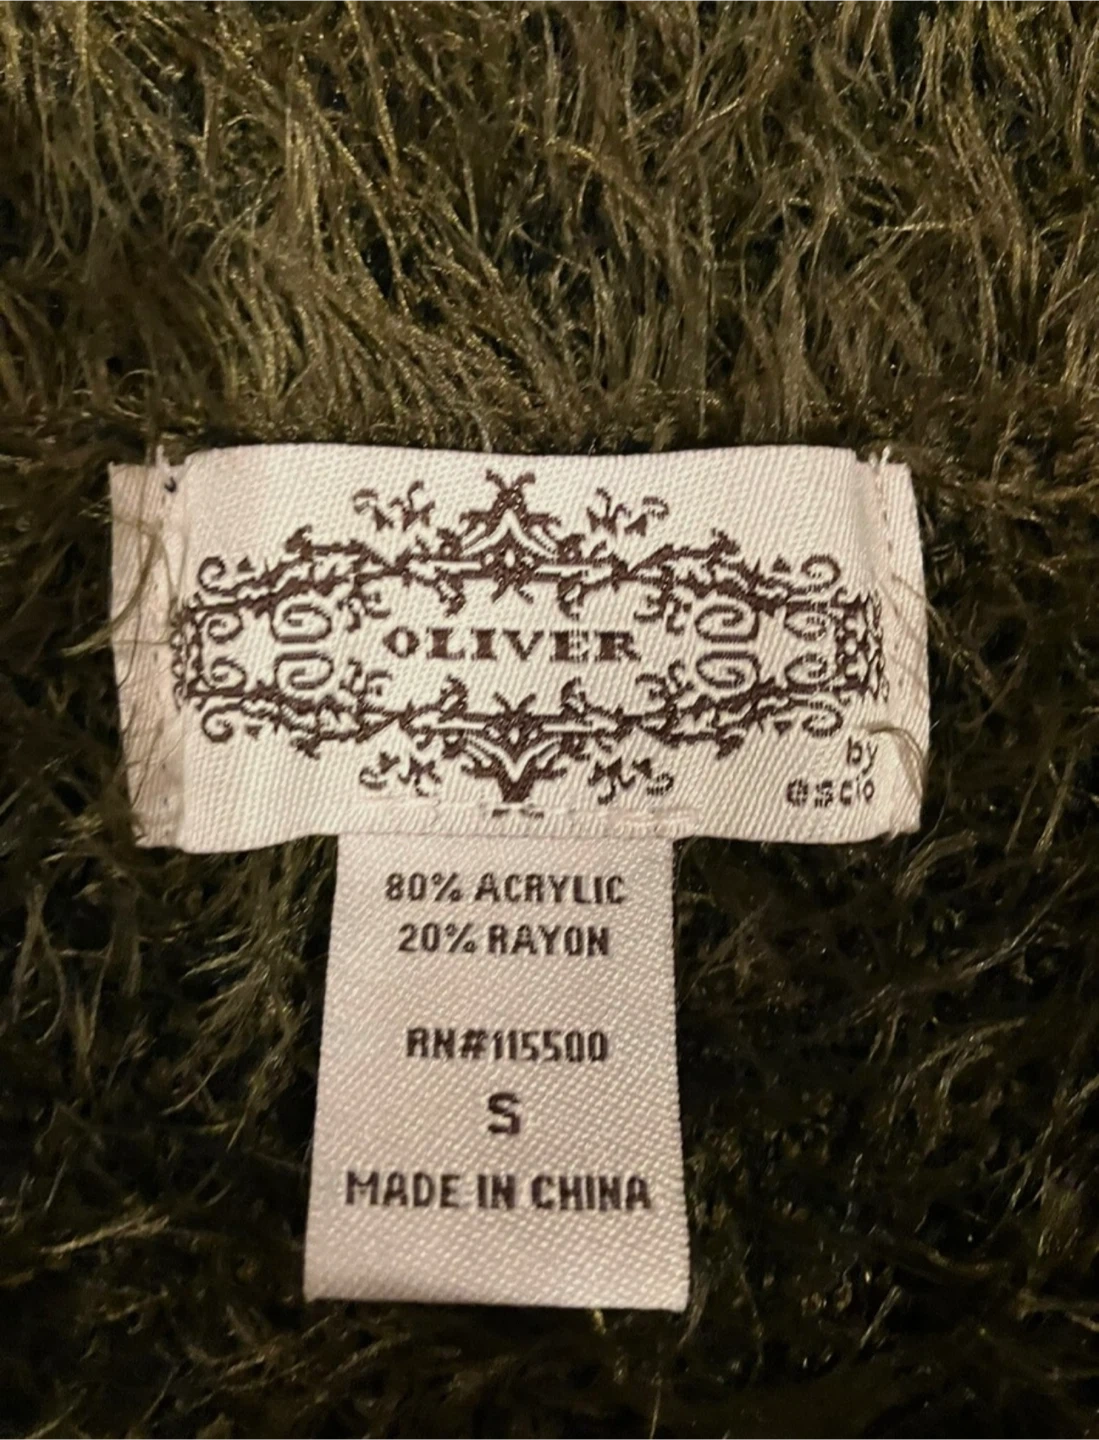 OLIVER
by
escio
80% ACRYLIC
20% RAYON
RN#115500
S
MADE IN CHINA